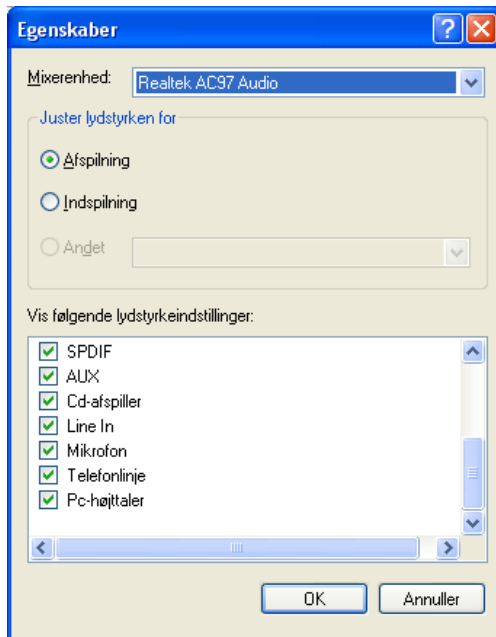 Egenskaber
Mixerenhed: Realtek AC97 Audio
Juster lydstyrken for
Afspilning
Indspilning
Andet
Vis følgende lydstyrkeindstillinger:
SPDIF
AUX
Cd-afspiller
Line In
Mikrofon
Telefonlinje
Pc-højttaler
OK Annuller